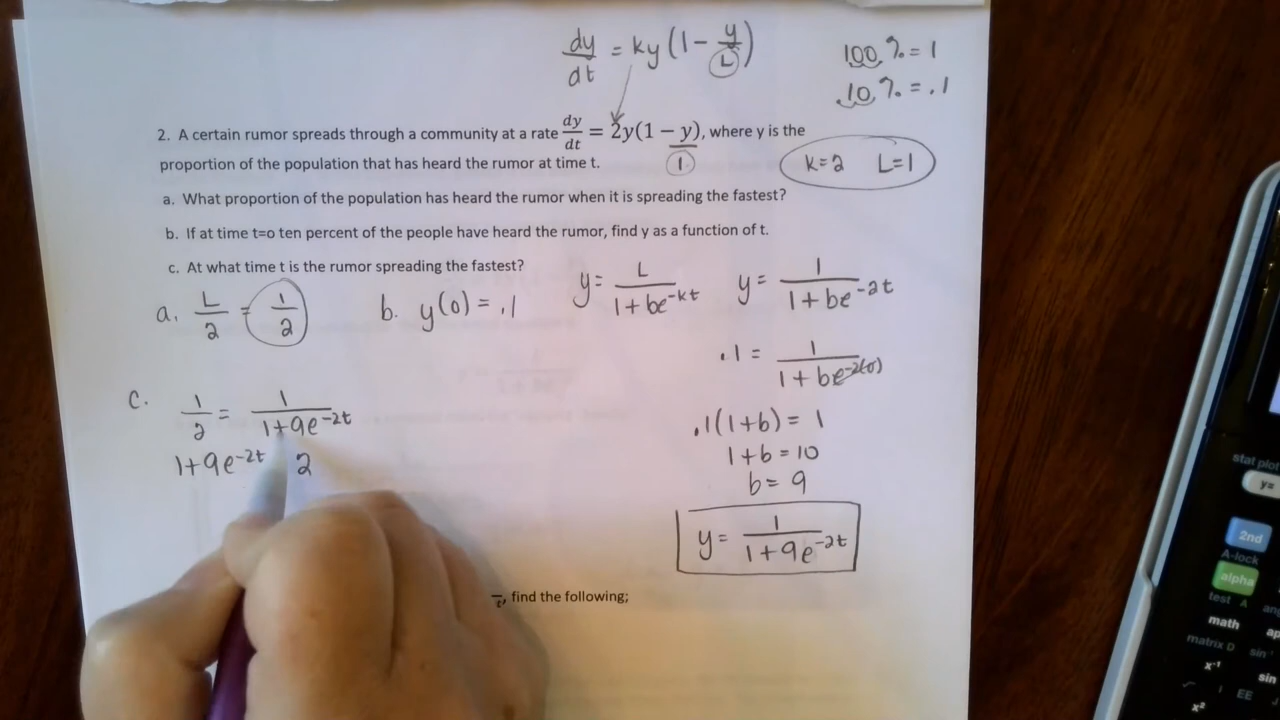 dy/dt = ky(1 - y/L)
100.% = 1
10.% = .1
2. A certain rumor spreads through a community at a rate dy/dt = 2y(1 − y), where y is the
1
proportion of the population that has heard the rumor at time t.
k=2 L=1
a. What proportion of the population has heard the rumor when it is spreading the fastest?
b. If at time t=o ten percent of the people have heard the rumor, find y as a function of t.
c. At what time t is the rumor spreading the fastest?
a. L/2 = 1/2
b. y(0) = .1
y = L/(1+be^-kt)
y = 1/(1+be^-2t)
.1 = 1/(1+be^-2(0))
.1(1+b) = 1
1+b = 10
b = 9
y = 1/(1+9e^-2t)
c. 1/2 = 1/(1+9e^-2t)
1+9e^-2t 2
, find the following;
stat plot
y=
2nd
A-lock
alpha
test A
math
matrix D
sin
x⁻¹
sin
EE
x²